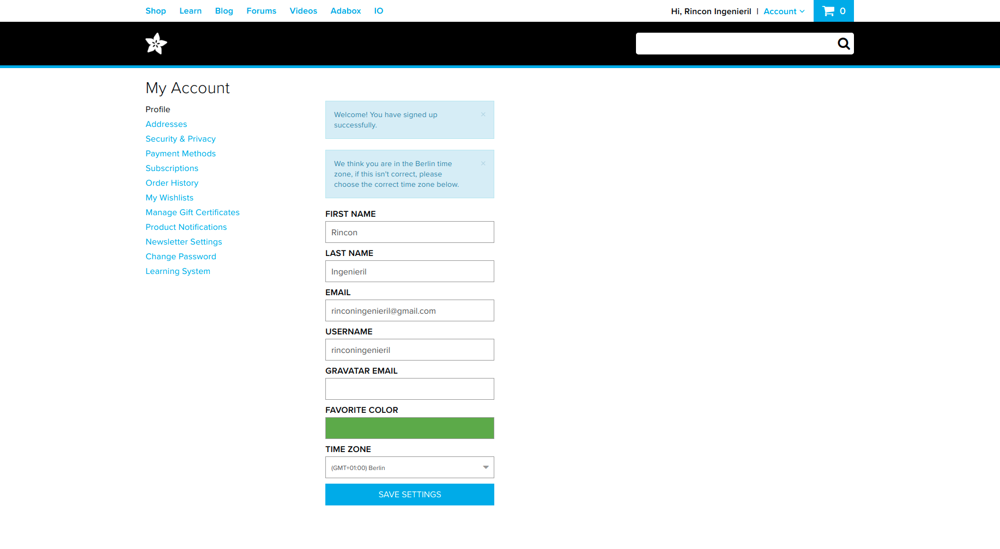 Shop Learn Blog Forums Videos Adabox IO
Hi, Rincon Ingenieril | Account 0
My Account
Profile
Addresses
Security & Privacy
Payment Methods
Subscriptions
Order History
My Wishlists
Manage Gift Certificates
Product Notifications
Newsletter Settings
Change Password
Learning System
Welcome! You have signed up ×
successfully.
We think you are in the Berlin time ×
zone, if this isn't correct, please
choose the correct time zone below.
FIRST NAME
Rincon
LAST NAME
Ingenieril
EMAIL
rinconingenieril@gmail.com
USERNAME
rinconingenieril
GRAVATAR EMAIL
FAVORITE COLOR
TIME ZONE
(GMT+01:00) Berlin
SAVE SETTINGS